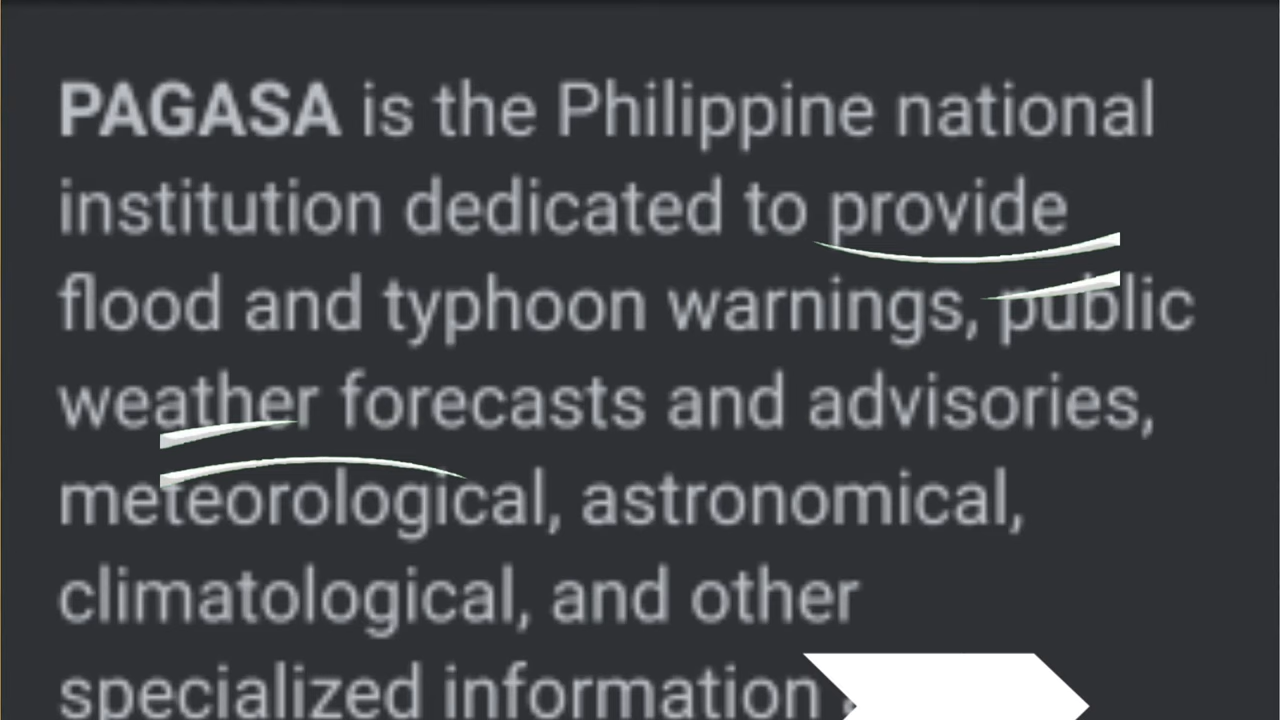 PAGASA is the Philippine national
institution dedicated to provide
flood and typhoon warnings, public
weather forecasts and advisories,
meteorological, astronomical,
climatological, and other
specialized information